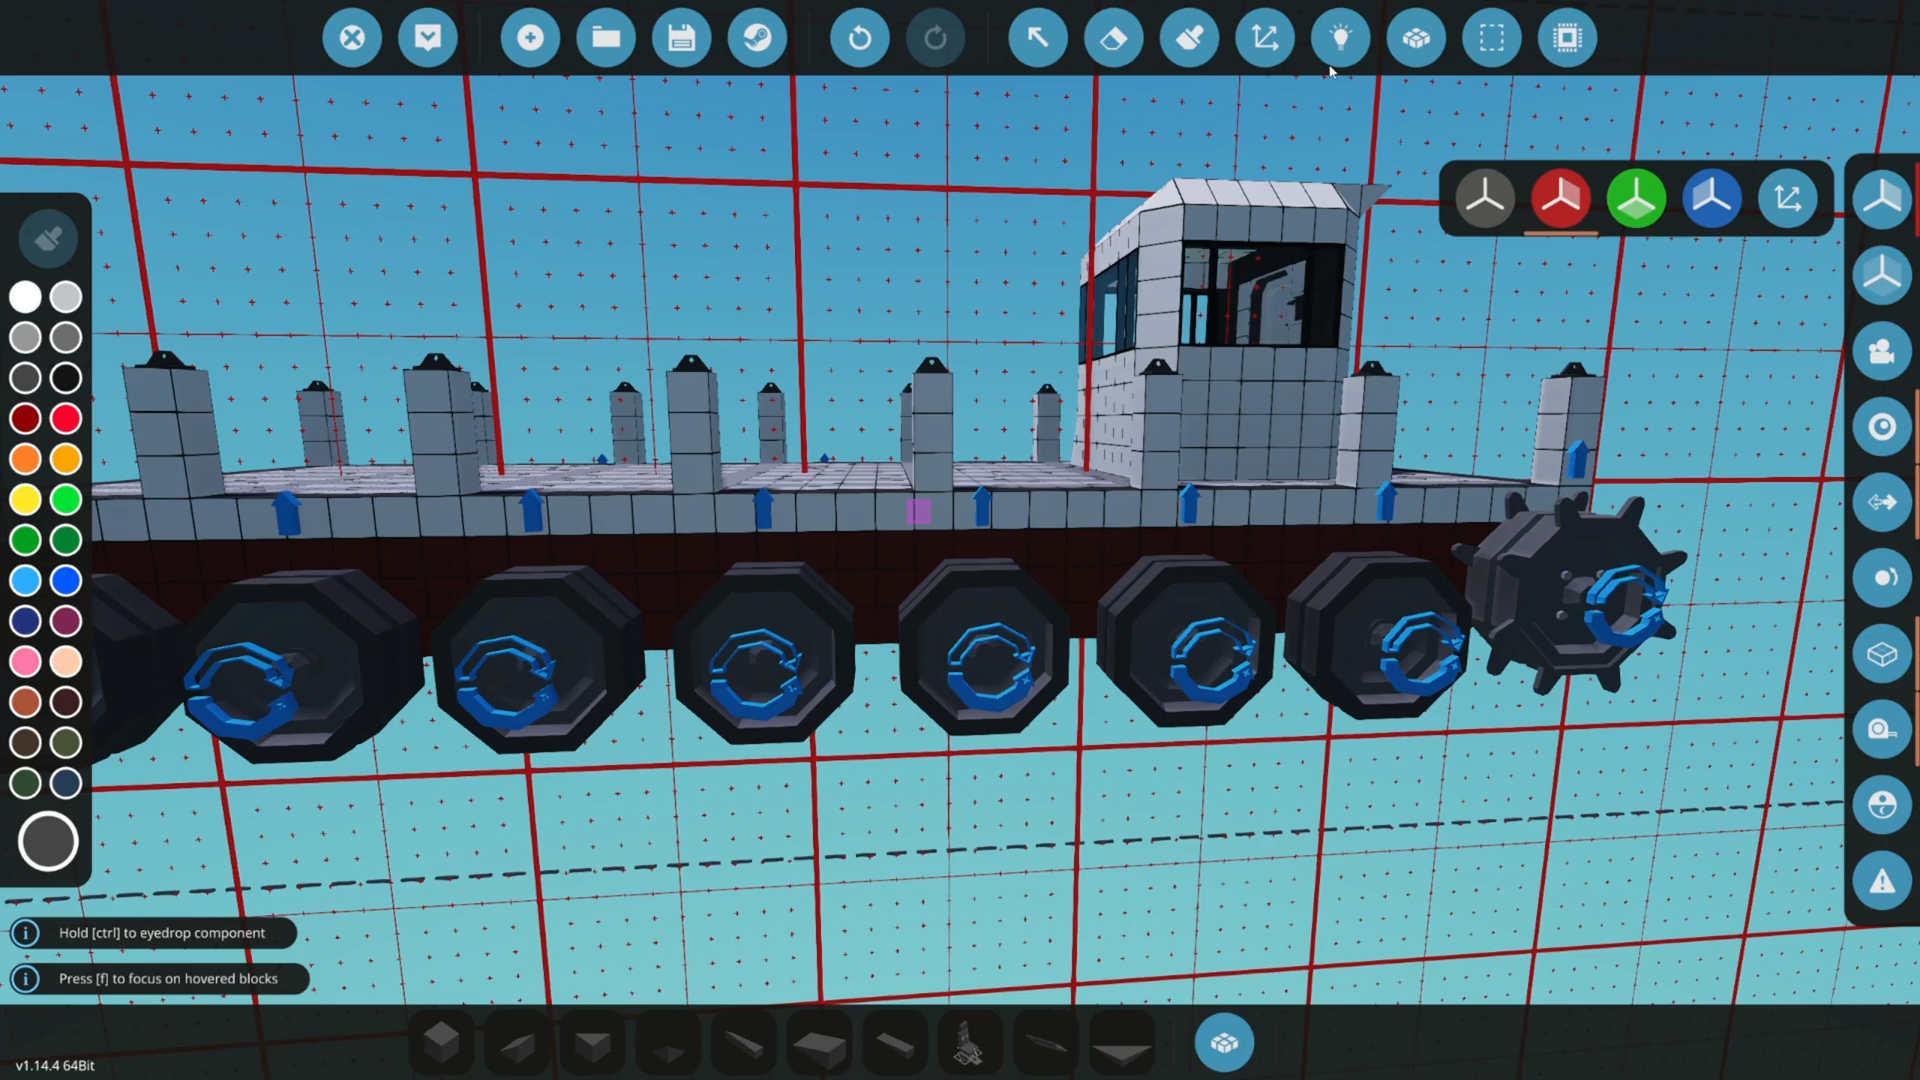 Hold [ctrl] to eyedrop component
Press [f] to focus on hovered blocks
v1.14.4 64Bit